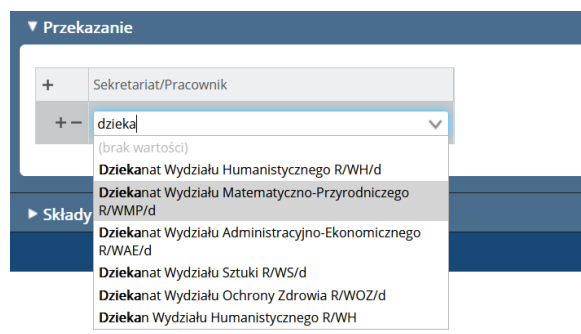 ▼ Przekazanie
+ Sekretariat/Pracownik
+ − dzieka
(brak wartości)
Dziekanat Wydziału Humanistycznego R/WH/d
Dziekanat Wydziału Matematyczno-Przyrodniczego
R/WMP/d
Dziekanat Wydziału Administracyjno-Ekonomicznego
R/WAE/d
Dziekanat Wydziału Sztuki R/WS/d
Dziekanat Wydziału Ochrony Zdrowia R/WOZ/d
Dziekan Wydziału Humanistycznego R/WH
▶ Składy